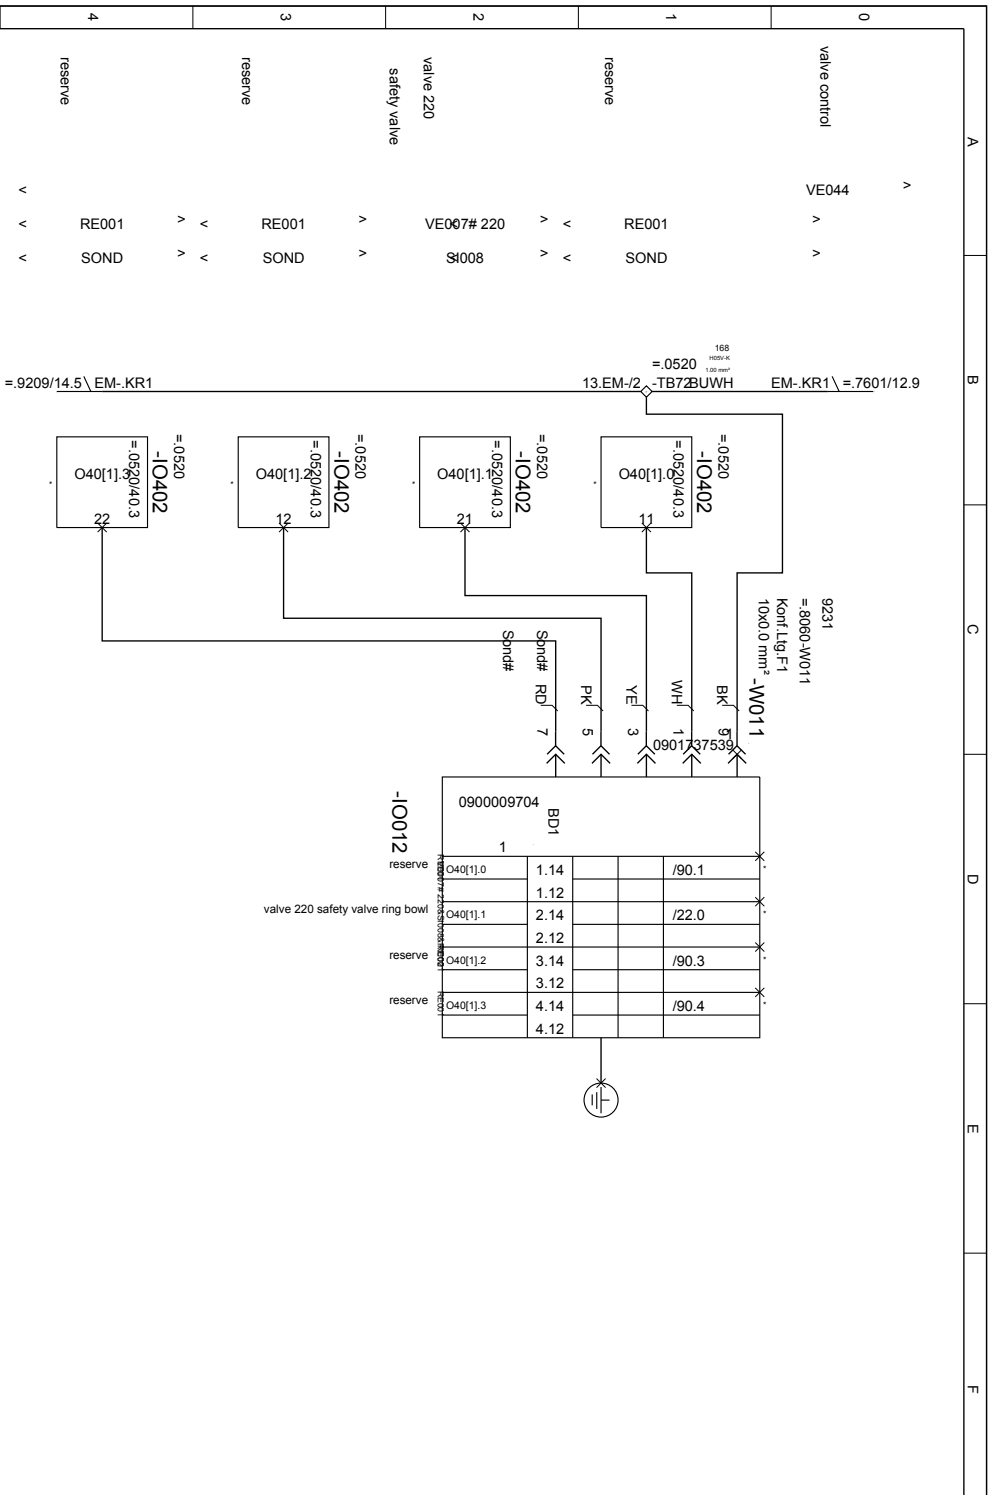 4
3
2
1
0
A
B
C
D
E
F
reserve
reserve
valve 220
safety valve
reserve
valve control
VE044 >
<
< RE001 >
< RE001 >
VE007# 220 >
< RE001 >
< SOND >
< SOND >
SI008 >
< SOND >
168
H05V-K
1.00 mm²
=.0520
=.9209/14.5 \ EM-.KR1
13.EM-/2 -TB72 BUWH
EM-.KR1 \ =.7601/12.9
=.0520
-IO402
=.0520/40.3
O40[1].3
22
=.0520
-IO402
=.0520/40.3
O40[1].2
12
=.0520
-IO402
=.0520/40.3
O40[1].1
21
=.0520
-IO402
=.0520/40.3
O40[1].0
11
9231
=.8060-W011
Konf.Ltg.F1
10x0.0 mm²
-W011
Sond#
Sond#
RD 7
PK 5
YE 3
WH 1
BK 9
0901737539
-IO012
0900009704
BD1
1
reserve O40[1].0 1.14 /90.1
1.12
valve 220 safety valve ring bowl O40[1].1 2.14 /22.0
2.12
reserve O40[1].2 3.14 /90.3
3.12
reserve RE001 O40[1].3 4.14 /90.4
4.12